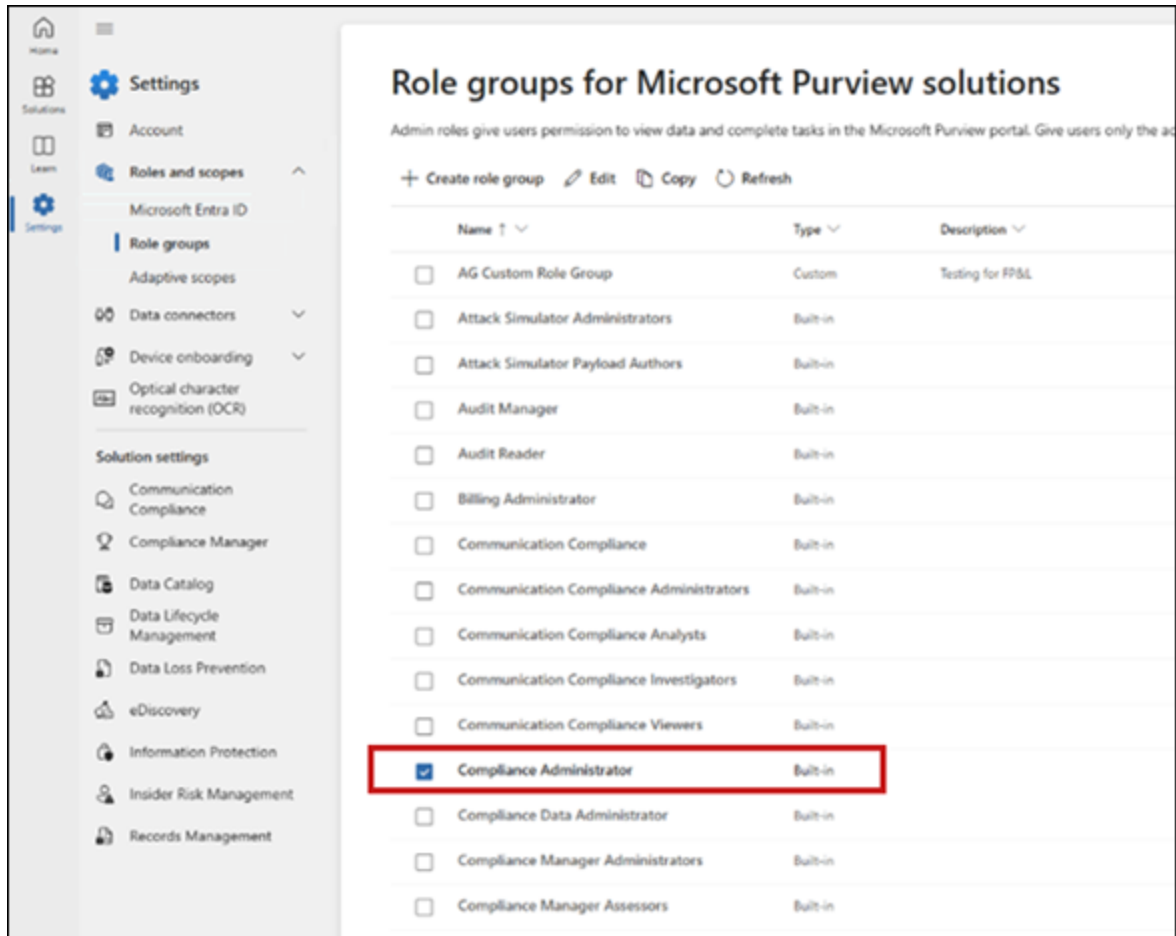 Home
Solutions
Learn
Settings
Settings
Account
Roles and scopes
Microsoft Entra ID
Role groups
Adaptive scopes
Data connectors
Device onboarding
Optical character
recognition (OCR)
Solution settings
Communication
Compliance
Compliance Manager
Data Catalog
Data Lifecycle
Management
Data Loss Prevention
eDiscovery
Information Protection
Insider Risk Management
Records Management
Role groups for Microsoft Purview solutions
Admin roles give users permission to view data and complete tasks in the Microsoft Purview portal. Give users only the
Create role group Edit Copy Refresh
Name ↑ Type Description
AG Custom Role Group Custom Testing for FP&L
Attack Simulator Administrators Built-in
Attack Simulator Payload Authors Built-in
Audit Manager Built-in
Audit Reader Built-in
Billing Administrator Built-in
Communication Compliance Built-in
Communication Compliance Administrators Built-in
Communication Compliance Analysts Built-in
Communication Compliance Investigators Built-in
Communication Compliance Viewers Built-in
Compliance Administrator Built-in
Compliance Data Administrator Built-in
Compliance Manager Administrators Built-in
Compliance Manager Assessors Built-in